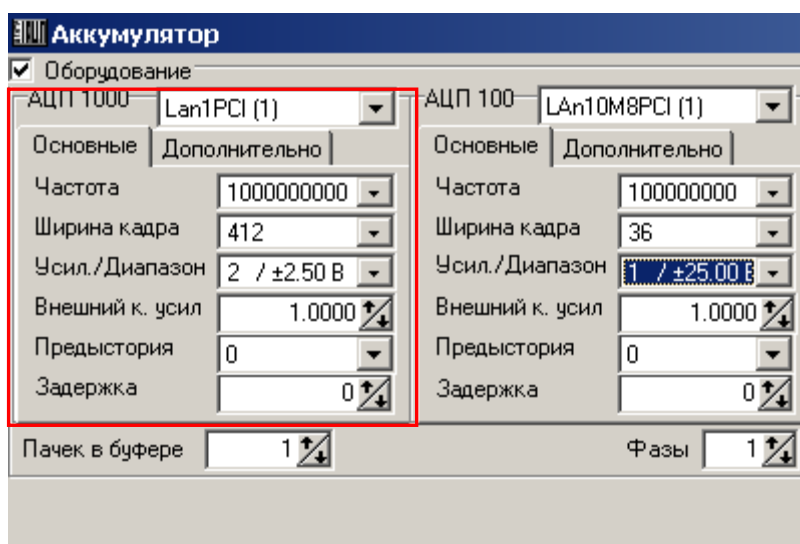 Аккумулятор
Оборудование
АЦП 1000 Lan1PCI (1)
Основные Дополнительно
Частота 1000000000
Ширина кадра 412
Усил./Диапазон 2 / ±2.50 В
Внешний к. усил 1.0000
Предыстория 0
Задержка 0
АЦП 100 LAn10M8PCI (1)
Основные Дополнительно
Частота 100000000
Ширина кадра 36
Усил./Диапазон 1 / ±25.00 В
Внешний к. усил 1.0000
Предыстория 0
Задержка 0
Пачек в буфере 1 Фазы 1